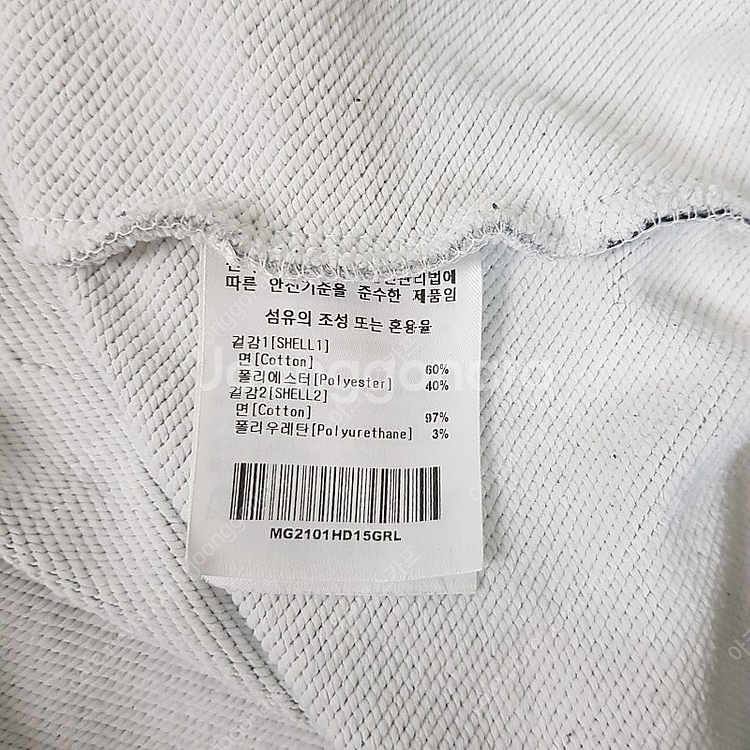 따른 안전기준을 준수한 제품임
섬유의 조성 또는 혼용율
겉감1[SHELL1]
면[Cotton] 60%
폴리에스터[Polyester] 40%
겉감2[SHELL2]
면[Cotton] 97%
폴리우레탄[Polyurethane] 3%
MG2101HD15GRL